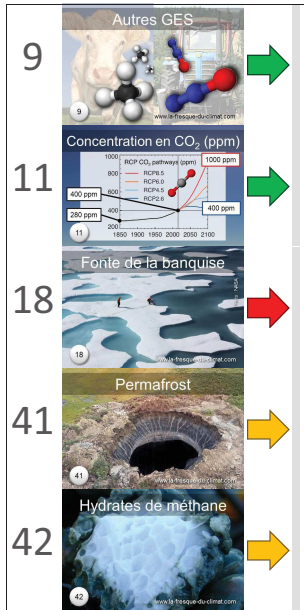 9
Autres GES
9
www.la-fresque-du-climat.com
11
Concentration en CO₂ (ppm)
RCP CO₂ pathways (ppm)
1000 ppm
RCP8.5
RCP6.0
RCP4.5
RCP2.6
400 ppm
280 ppm
400 ppm
400
200
0
1850 1900 1950 2000 2050 2100
11
18
Fonte de la banquise
18
www.la-fresque-du-climat.com
41
Permafrost
41
www.la-fresque-du-climat.com
42
Hydrates de méthane
42
www.la-fresque-du-climat.com